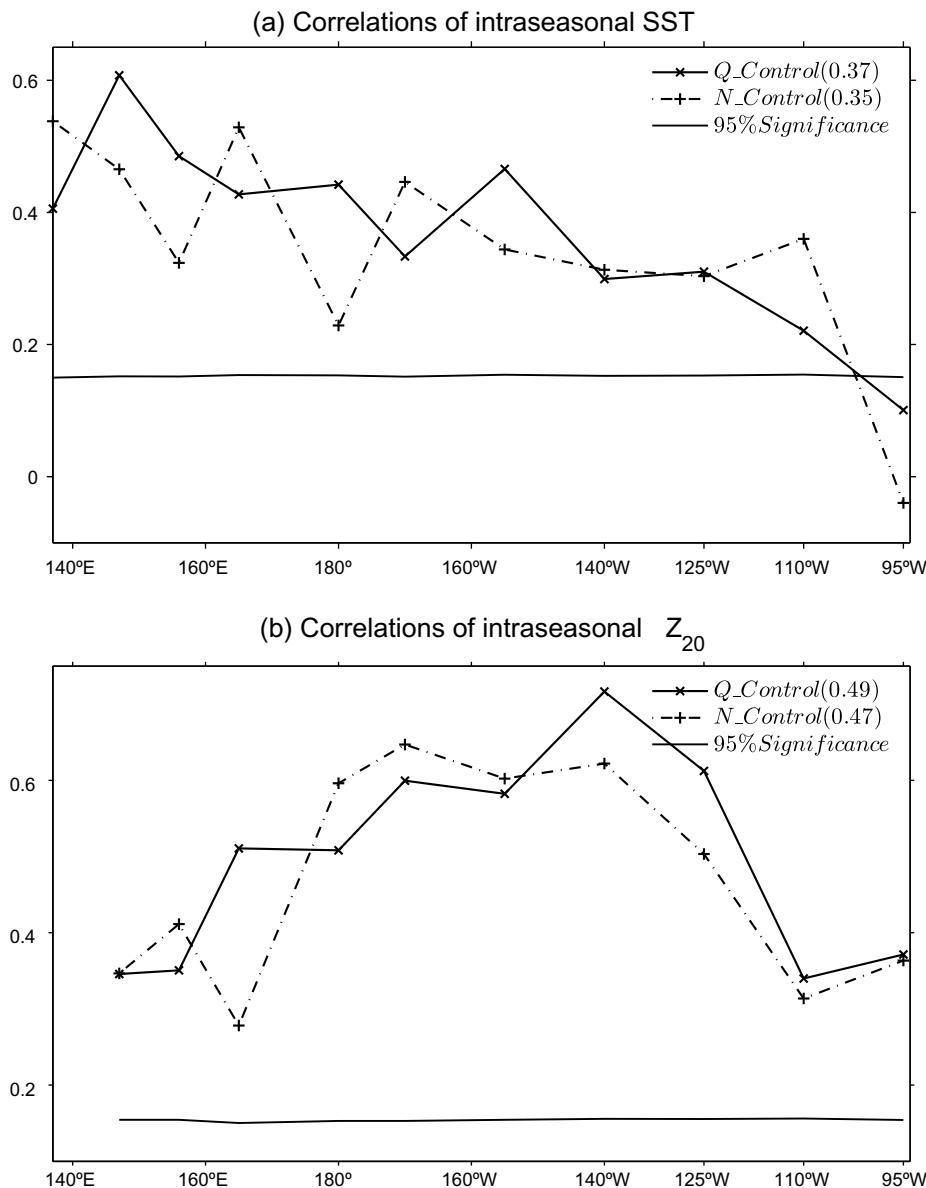 (a) Correlations of intraseasonal SST
Q_Control(0.37)
N_Control(0.35)
95%Significance
0.6
0.4
0.2
0
140ºE 160ºE 180º 160ºW 140ºW 125ºW 110ºW 95ºW
(b) Correlations of intraseasonal Z20
Q_Control(0.49)
N_Control(0.47)
95%Significance
0.6
0.4
0.2
140ºE 160ºE 180º 160ºW 140ºW 125ºW 110ºW 95ºW